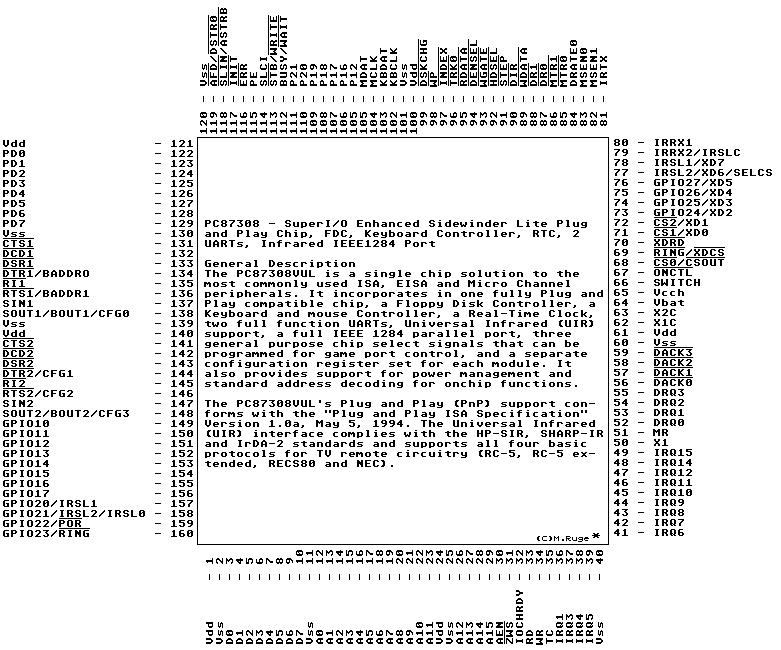 120 - Vss
119 - AFD/DSTRB
118 - SLIN/ASTRB
117 - INIT
116 - ERR
115 - PE
114 - SLCT
113 - STB/WRITE
112 - BUSY/WAIT
111 - P21
110 - P20
109 - P19
108 - P18
107 - P17
106 - P16
105 - P12
105 - MDAT
104 - MCLK
103 - KBDAT
102 - KBCLK
101 - Vss
100 - Vdd
99 - DSKCHG
98 - WP
97 - INDEX
96 - TRK0
95 - RDATA
94 - DENSEL
93 - WGATE
92 - WDSEL
91 - STEP
90 - DIR
89 - WDATA
88 - DR1
87 - DR0
86 - MTR1
85 - MTR0
84 - DRATE0
83 - MSEN0
82 - MSEN1
81 - IRTX
Vdd - 121
PD0 - 122
PD1 - 123
PD2 - 124
PD3 - 125
PD4 - 126
PD5 - 127
PD6 - 128
PD7 - 129
Vss - 130
CTS1 - 131
DCD1 - 132
DSR1 - 133
DTR1/BADDR0 - 134
RI1 - 135
RTS1/BADDR1 - 136
SIN1 - 137
SOUT1/BOUT1/CFG0 - 138
Vss - 139
Vdd - 140
CTS2 - 141
DCD2 - 142
DSR2 - 143
DTR2/CFG1 - 144
RI2 - 145
RTS2/CFG2 - 146
SIN2 - 147
SOUT2/BOUT2/CFG3 - 148
GPIO10 - 149
GPIO11 - 150
GPIO12 - 151
GPIO13 - 152
GPIO14 - 153
GPIO15 - 154
GPIO16 - 155
GPIO17 - 156
GPIO20/IRSL1 - 157
GPIO21/IRSL2/IRSL0 - 158
GPIO22/POR - 159
GPIO23/RING - 160
PC87308 - SuperI/O Enhanced Sidewinder Lite Plug
and Play Chip, FDC, Keyboard Controller, RTC, 2
UARTs, Infrared IEEE1284 Port
General Description
The PC87308VUL is a single chip solution to the
most commonly used ISA, EISA and Micro Channel
peripherals. It incorporates in one fully Plug and
Play compatible chip, a Floppy Disk Controller, a
Keyboard and mouse Controller, a Real-Time Clock,
two full function UARTs, Universal Infrared (UIR)
support, a full IEEE 1284 parallel port, three
general purpose chip select signals that can be
programmed for game port control, and a separate
configuration register set for each module. It
also provides support for power management and
standard address decoding for onchip functions.
The PC87308VUL's Plug and Play (PnP) support con-
forms with the "Plug and Play ISA Specification"
Version 1.0a, May 5, 1994. The Universal Infrared
(UIR) interface complies with the HP-SIR, SHARP-IR
and IrDA-2 standards and supports all four basic
protocols for TV remote circuitry (RC-5, RC-5 ex-
tended, RECS80 and NEC).
(C)M.Ruge *
80 - IRRX1
79 - IRRX2/IRSLC
78 - IRSL1/XD7
77 - IRSL2/XD6/SELCS
76 - GPIO27/XD5
75 - GPIO26/XD4
74 - GPIO25/XD3
73 - GPIO24/XD2
72 - CS2/XD1
71 - CS1/XD0
70 - XDRD
69 - RING/XDCS
68 - CS0/CSOUT
67 - ONCTL
66 - SWITCH
65 - Vcch
64 - Vbat
63 - X2C
62 - X1C
61 - Vdd
60 - Vss
59 - DACK3
58 - DACK2
57 - DACK1
56 - DACK0
55 - DRQ3
54 - DRQ2
53 - DRQ1
52 - DRQ0
51 - MR
50 - X1
49 - IRQ15
48 - IRQ14
47 - IRQ12
46 - IRQ11
45 - IRQ10
44 - IRQ9
43 - IRQ8
42 - IRQ7
41 - IRQ6
Vdd - 1
Vss - 2
D0 - 3
D1 - 4
D2 - 5
D3 - 6
D4 - 7
D5 - 8
D6 - 9
D7 - 10
Vss - 11
A0 - 12
A1 - 13
A2 - 14
A3 - 15
A4 - 16
A5 - 17
A6 - 18
A7 - 19
A8 - 20
A9 - 21
A10 - 22
A11 - 23
Vdd - 24
Vss - 25
A12 - 26
A13 - 27
A14 - 28
A15 - 29
AEN - 30
ZWS - 31
IOCHRDY - 32
RD - 33
WR - 34
TC - 35
IRQ1 - 36
IRQ3 - 37
IRQ4 - 38
IRQ5 - 39
Vss - 40